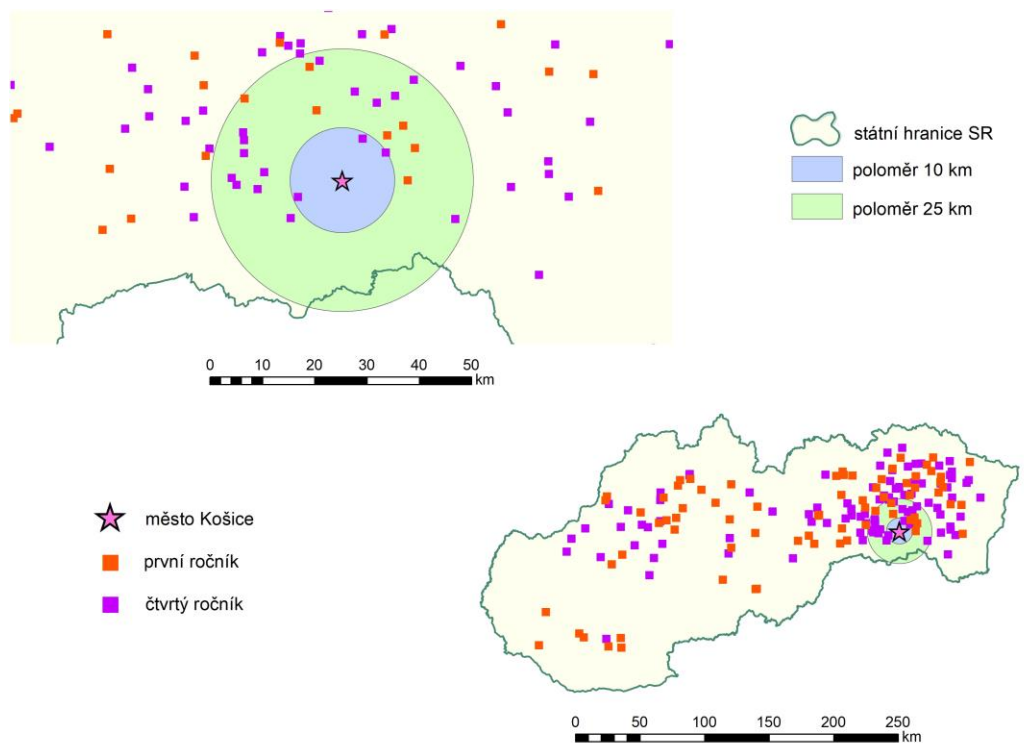 státní hranice SR
poloměr 10 km
poloměr 25 km
0 10 20 30 40 50
km
město Košice
první ročník
čtvrtý ročník
0 50 100 150 200 250
km